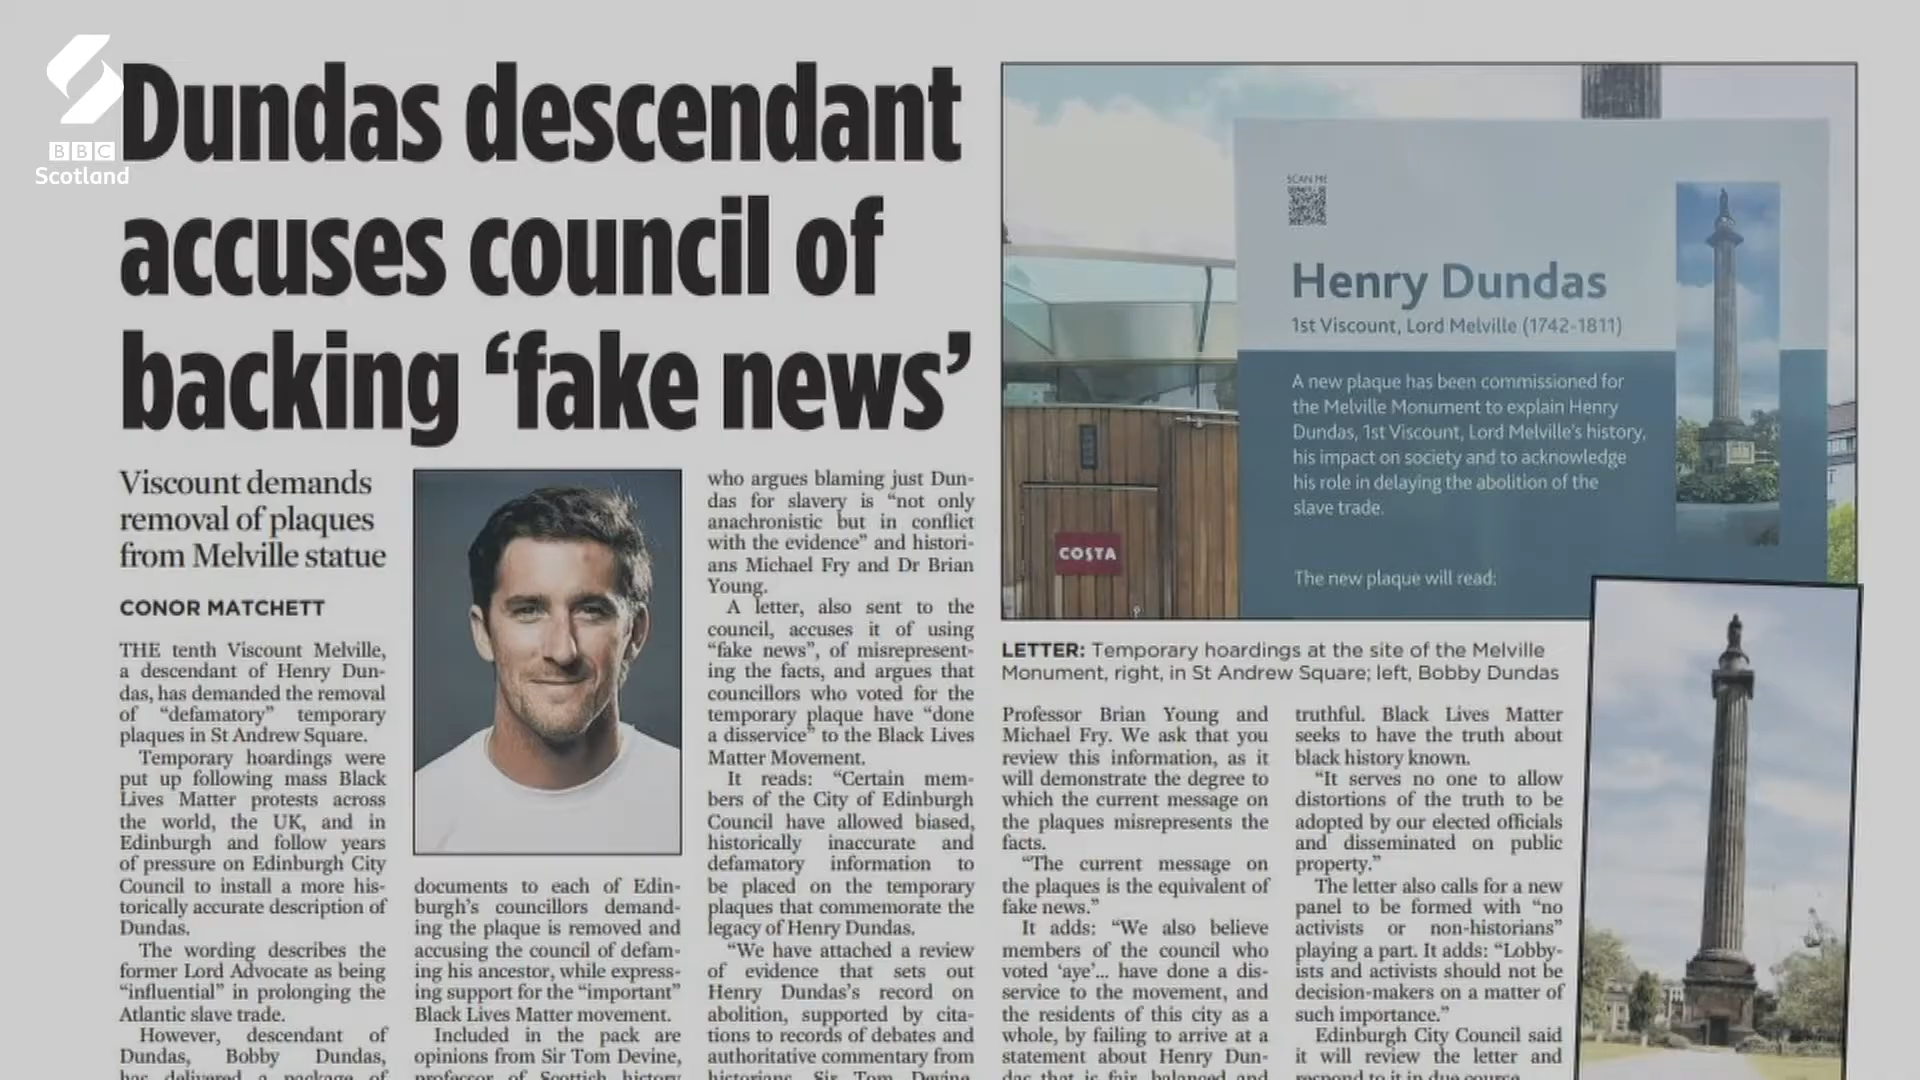 BBC
Scotland
Dundas descendant
accuses council of
backing ‘fake news’
Viscount demands
removal of plaques
from Melville statue
CONOR MATCHETT
THE tenth Viscount Melville,
a descendant of Henry Dun-
das, has demanded the removal
of “defamatory” temporary
plaques in St Andrew Square.
Temporary hoardings were
put up following mass Black
Lives Matter protests across
the world, the UK, and in
Edinburgh and follow years
of pressure on Edinburgh City
Council to install a more his-
torically accurate description of
Dundas.
The wording describes the
former Lord Advocate as being
“influential” in prolonging the
Atlantic slave trade.
However, descendant of
Dundas, Bobby Dundas,
has delivered a package of
documents to each of Edin-
burgh’s councillors demand-
ing the plaque is removed and
accusing the council of defam-
ing his ancestor, while express-
ing support for the “important”
Black Lives Matter movement.
Included in the pack are
opinions from Sir Tom Devine,
professor of Scottish history
who argues blaming just Dun-
das for slavery is “not only
anachronistic but in conflict
with the evidence” and histori-
ans Michael Fry and Dr Brian
Young.
A letter, also sent to the
council, accuses it of using
“fake news”, of misrepresent-
ing the facts, and argues that
councillors who voted for the
temporary plaque have “done
a disservice” to the Black Lives
Matter Movement.
It reads: “Certain mem-
bers of the City of Edinburgh
Council have allowed biased,
historically inaccurate and
defamatory information to
be placed on the temporary
plaques that commemorate the
legacy of Henry Dundas.
“We have attached a review
of evidence that sets out
Henry Dundas’s record on
abolition, supported by cita-
tions to records of debates and
authoritative commentary from
historians, Sir Tom Devine,
SCAN ME
Henry Dundas
1st Viscount, Lord Melville (1742-1811)
A new plaque has been commissioned for
the Melville Monument to explain Henry
Dundas, 1st Viscount, Lord Melville’s history,
his impact on society and to acknowledge
his role in delaying the abolition of the
slave trade.
The new plaque will read:
COSTA
LETTER: Temporary hoardings at the site of the Melville
Monument, right, in St Andrew Square; left, Bobby Dundas
Professor Brian Young and
Michael Fry. We ask that you
review this information, as it
will demonstrate the degree to
which the current message on
the plaques misrepresents the
facts.
“The current message on
the plaques is the equivalent of
fake news.”
It adds: “We also believe
members of the council who
voted ‘aye’... have done a dis-
service to the movement, and
the residents of this city as a
whole, by failing to arrive at a
statement about Henry Dun-
das that is fair, balanced and
truthful. Black Lives Matter
seeks to have the truth about
black history known.
“It serves no one to allow
distortions of the truth to be
adopted by our elected officials
and disseminated on public
property.”
The letter also calls for a new
panel to be formed with “no
activists or non-historians”
playing a part. It adds: “Lobby-
ists and activists should not be
decision-makers on a matter of
such importance.”
Edinburgh City Council said
it will review the letter and
respond to it in due course.